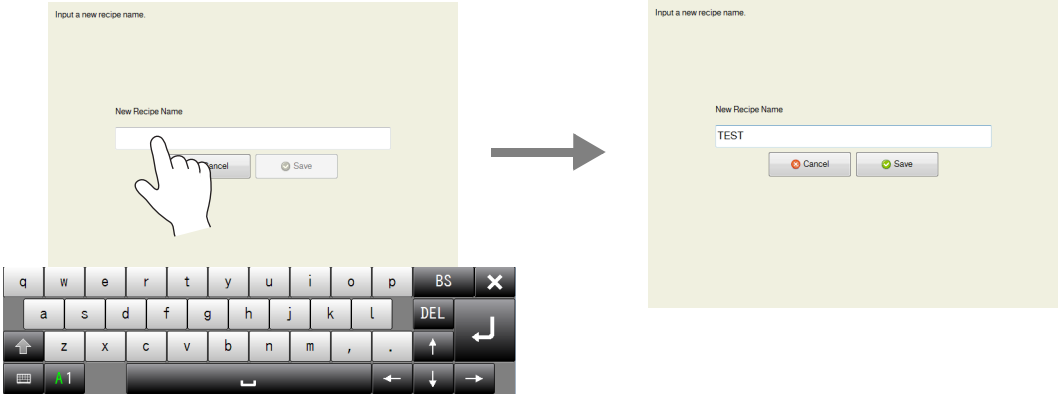 Input a new recipe name.
New Recipe Name
ancel
Save
q w e r t y u i o p BS
a s d f g h j k l DEL
z x c v b n m , .
A1
Input a new recipe name.
New Recipe Name
TEST
Cancel
Save